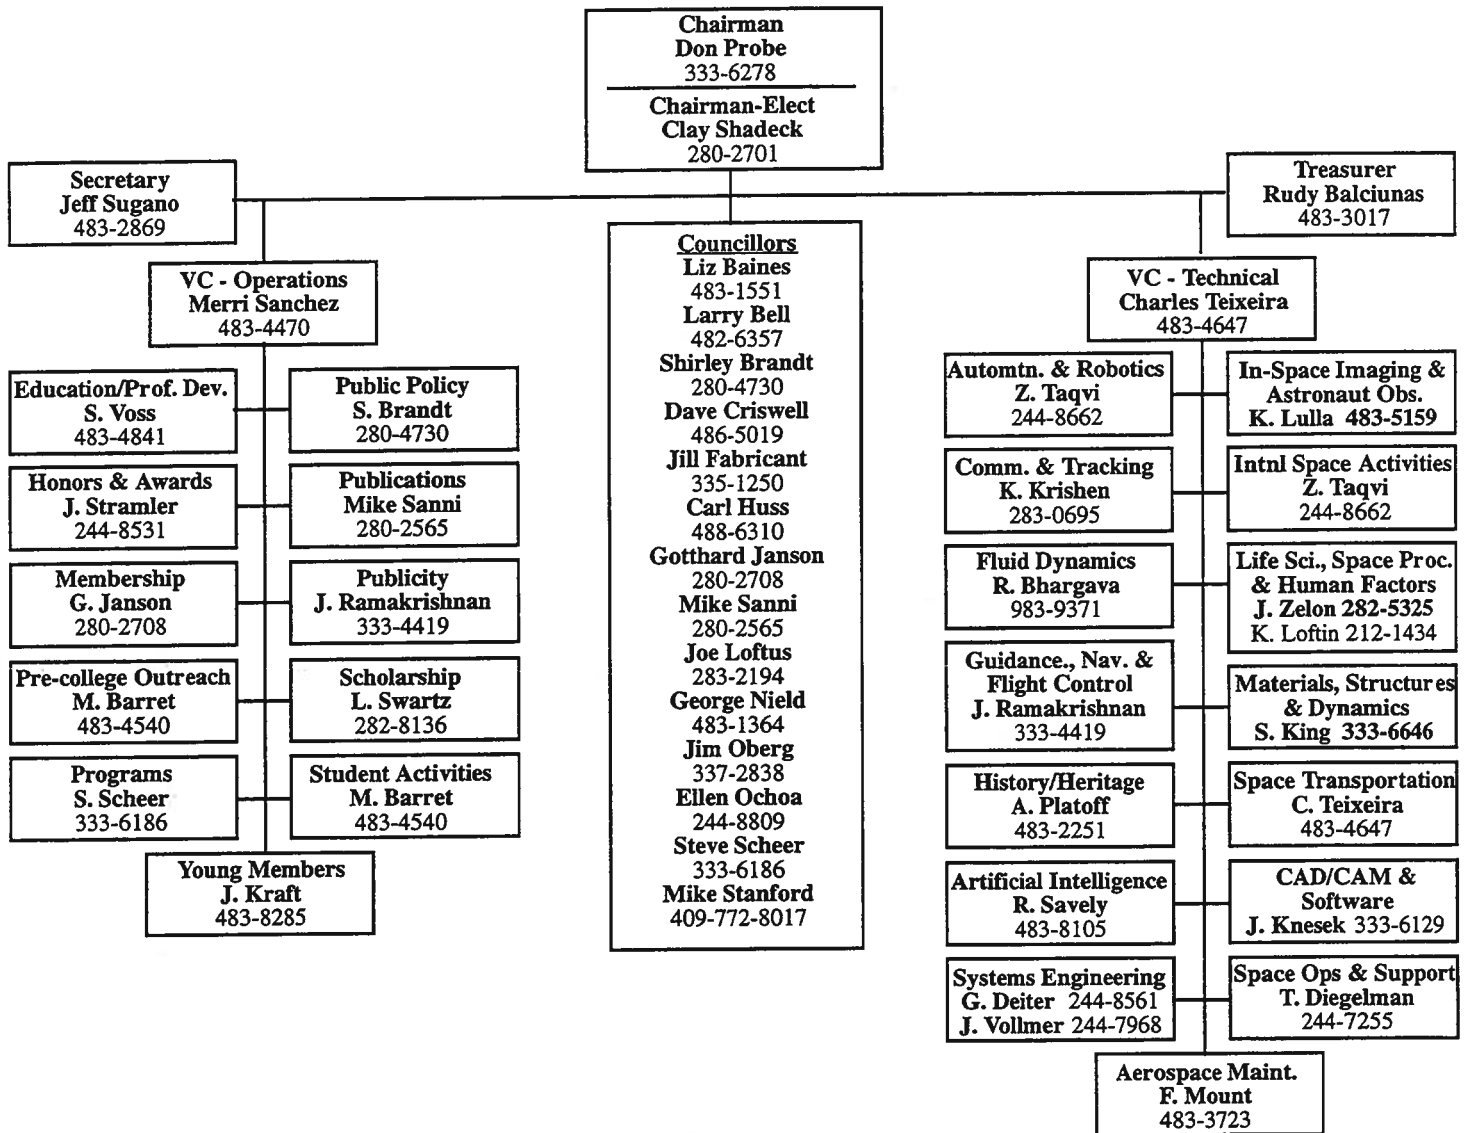 Chairman
Don Probe
333-6278
Chairman-Elect
Clay Shadeck
280-2701
Secretary
Jeff Sugano
483-2869
Treasurer
Rudy Balciunas
483-3017
VC - Operations
Merri Sanchez
483-4470
Education/Prof. Dev.
S. Voss
483-4841
Public Policy
S. Brandt
280-4730
Honors & Awards
J. Stramler
244-8531
Publications
Mike Sanni
280-2565
Membership
G. Janson
280-2708
Publicity
J. Ramakrishnan
333-4419
Pre-college Outreach
M. Barret
483-4540
Scholarship
L. Swartz
282-8136
Programs
S. Scheer
333-6186
Student Activities
M. Barret
483-4540
Young Members
J. Kraft
483-8285
Councillors
Liz Baines
483-1551
Larry Bell
482-6357
Shirley Brandt
280-4730
Dave Criswell
486-5019
Jill Fabricant
335-1250
Carl Huss
488-6310
Gotthard Janson
280-2708
Mike Sanni
280-2565
Joe Loftus
283-2194
George Nield
483-1364
Jim Oberg
337-2838
Ellen Ochoa
244-8809
Steve Scheer
333-6186
Mike Stanford
409-772-8017
VC - Technical
Charles Teixeira
483-4647
Automtn. & Robotics
Z. Taqvi
244-8662
In-Space Imaging &
Astronaut Obs.
K. Lulla 483-5159
Comm. & Tracking
K. Krishen
283-0695
Intnl Space Activities
Z. Taqvi
244-8662
Fluid Dynamics
R. Bhargava
983-9371
Life Sci., Space Proc.
& Human Factors
J. Zelon 282-5325
K. Loftin 212-1434
Guidance., Nav. &
Flight Control
J. Ramakrishnan
333-4419
Materials, Structures
& Dynamics
S. King 333-6646
History/Heritage
A. Platoff
483-2251
Space Transportation
C. Teixeira
483-4647
Artificial Intelligence
R. Savely
483-8105
CAD/CAM &
Software
J. Knesek 333-6129
Systems Engineering
G. Deiter 244-8561
J. Vollmer 244-7968
Space Ops & Support
T. Diegelman
244-7255
Aerospace Maint.
F. Mount
483-3723